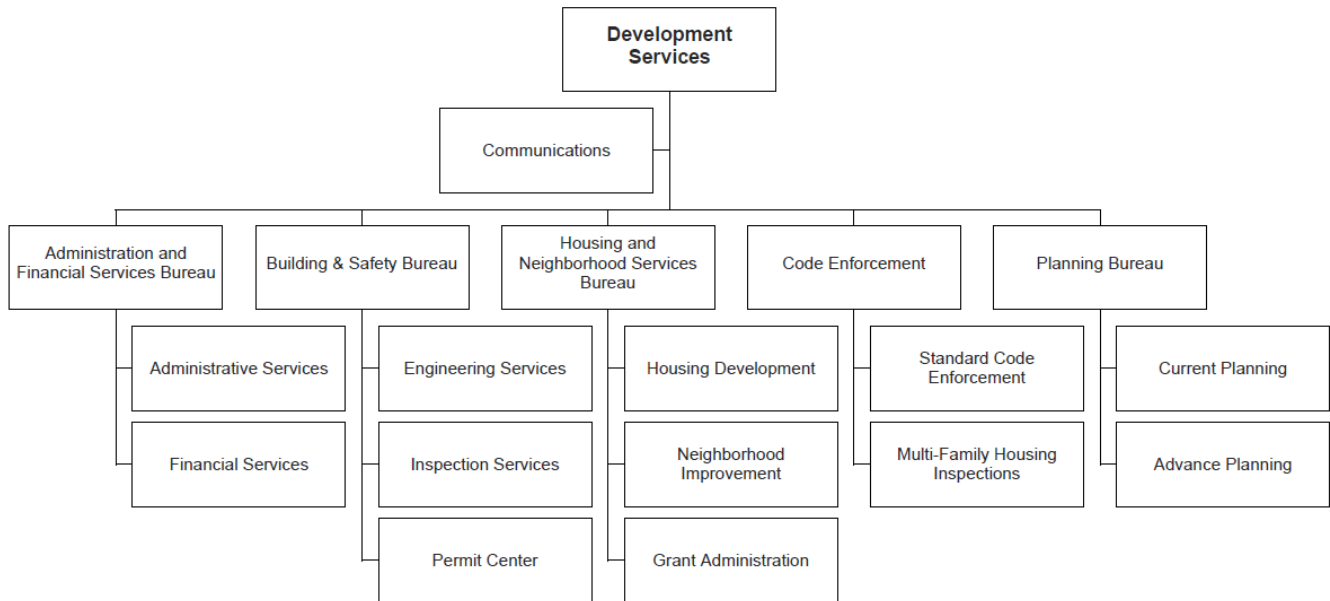 Development
Services
Communications
Administration and
Financial Services Bureau
Building & Safety Bureau
Housing and
Neighborhood Services
Bureau
Code Enforcement
Planning Bureau
Administrative Services
Engineering Services
Housing Development
Standard Code
Enforcement
Current Planning
Financial Services
Inspection Services
Neighborhood
Improvement
Multi-Family Housing
Inspections
Advance Planning
Permit Center
Grant Administration